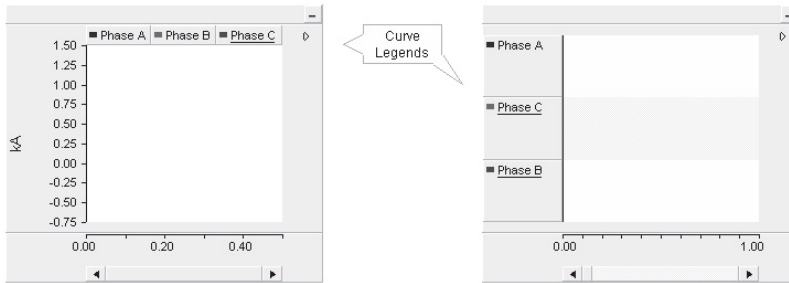 Phase A Phase B Phase C
1.50
1.25
1.00
0.75
0.50
0.25
0.00
-0.25
-0.50
-0.75
kA
0.00 0.20 0.40
Curve
Legends
Phase A
Phase C
Phase B
0.00 1.00